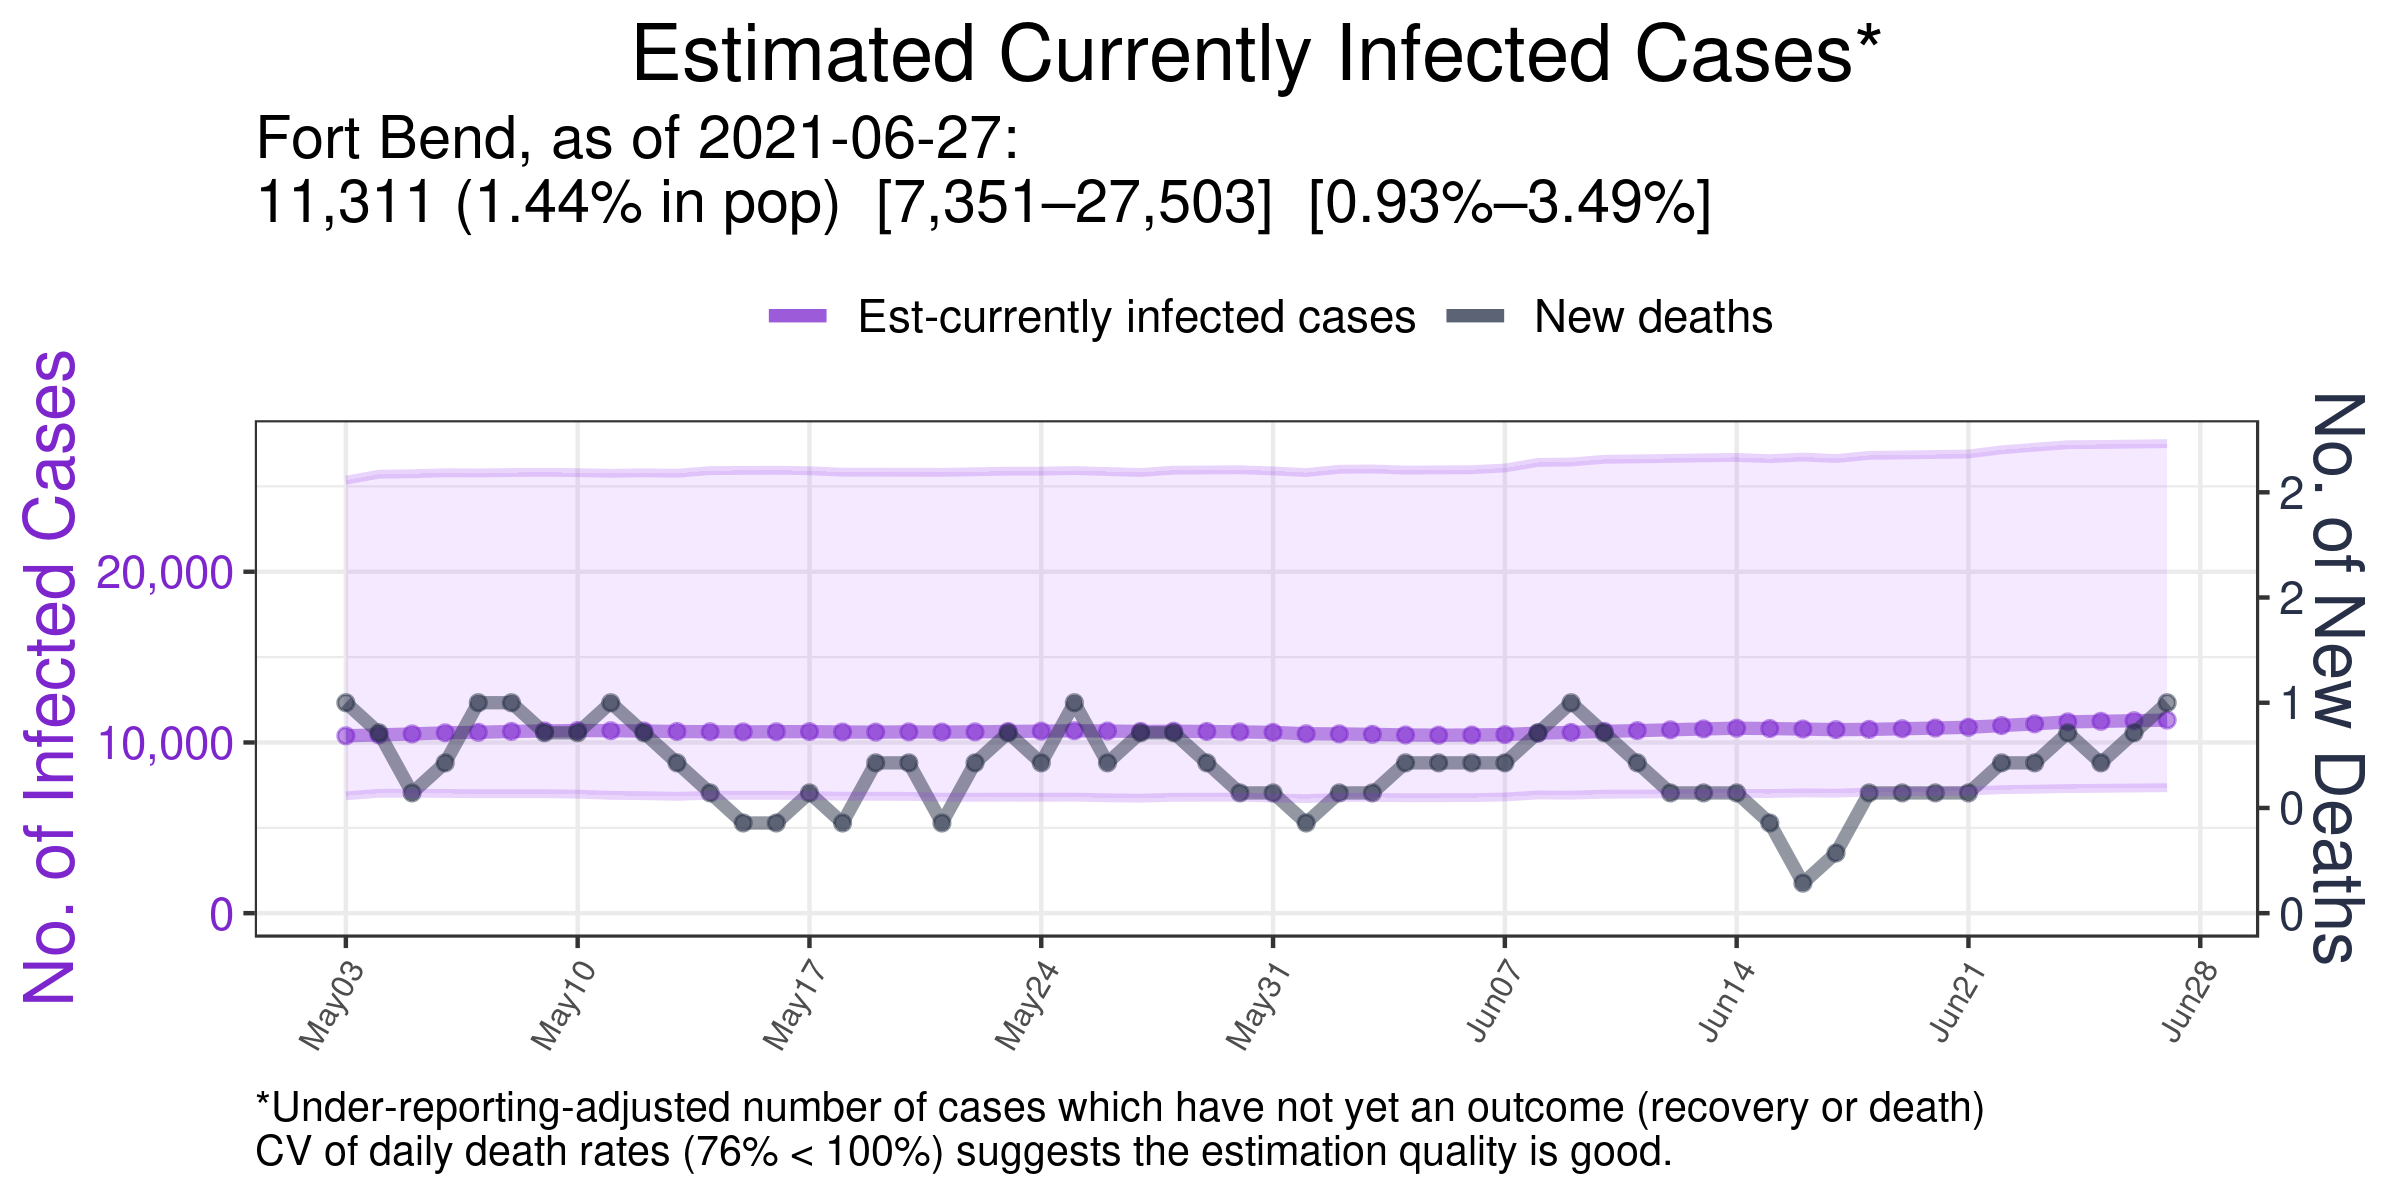 Estimated Currently Infected Cases*
Fort Bend, as of 2021-06-27:
11,311 (1.44% in pop)  [7,351–27,503]  [0.93%–3.49%]
Est-currently infected cases
New deaths
No. of Infected Cases
20,000
10,000
0
2
2
1
0
0
No. of New Deaths
May03
May10
May17
May24
May31
Jun07
Jun14
Jun21
Jun28
*Under-reporting-adjusted number of cases which have not yet an outcome (recovery or death)
CV of daily death rates (76% < 100%) suggests the estimation quality is good.